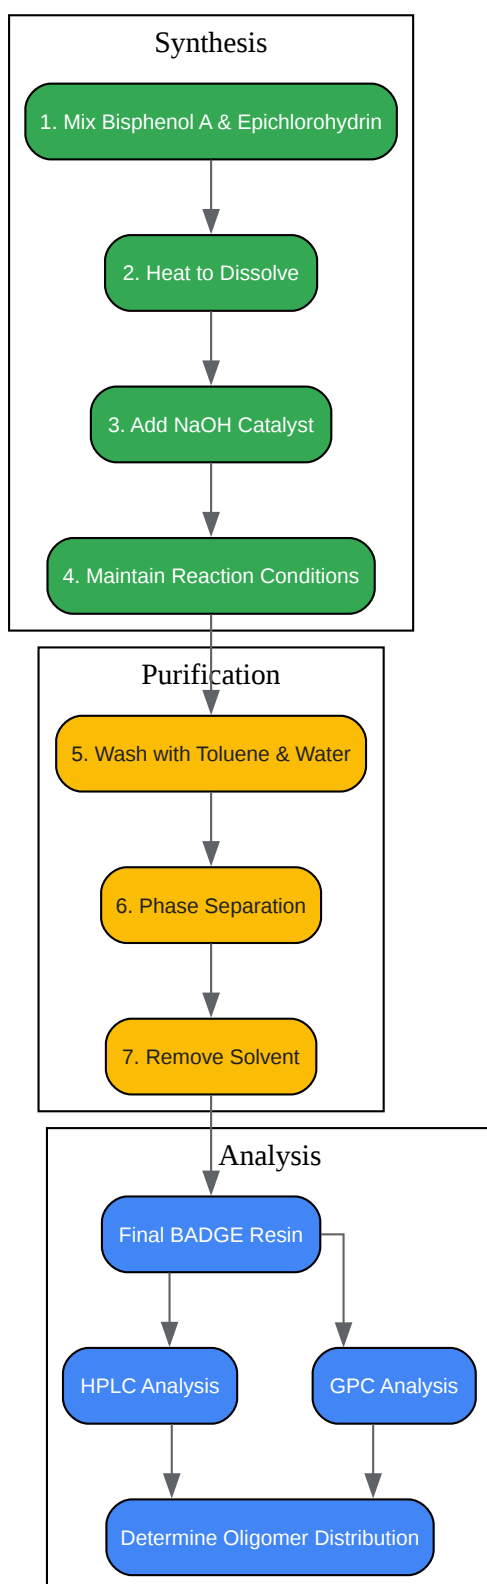 Synthesis
1. Mix Bisphenol A & Epichlorohydrin
2. Heat to Dissolve
3. Add NaOH Catalyst
4. Maintain Reaction Conditions
Purification
5. Wash with Toluene & Water
6. Phase Separation
7. Remove Solvent
Analysis
Final BADGE Resin
HPLC Analysis
GPC Analysis
Determine Oligomer Distribution